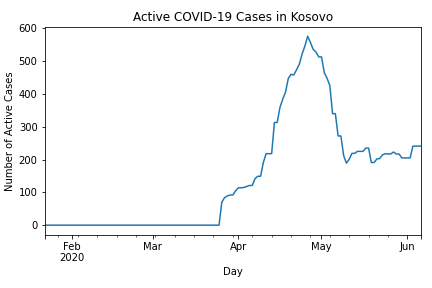 Active COVID-19 Cases in Kosovo
Number of Active Cases
600
500
400
300
200
100
0
Feb
2020
Mar
Apr
May
Jun
Day